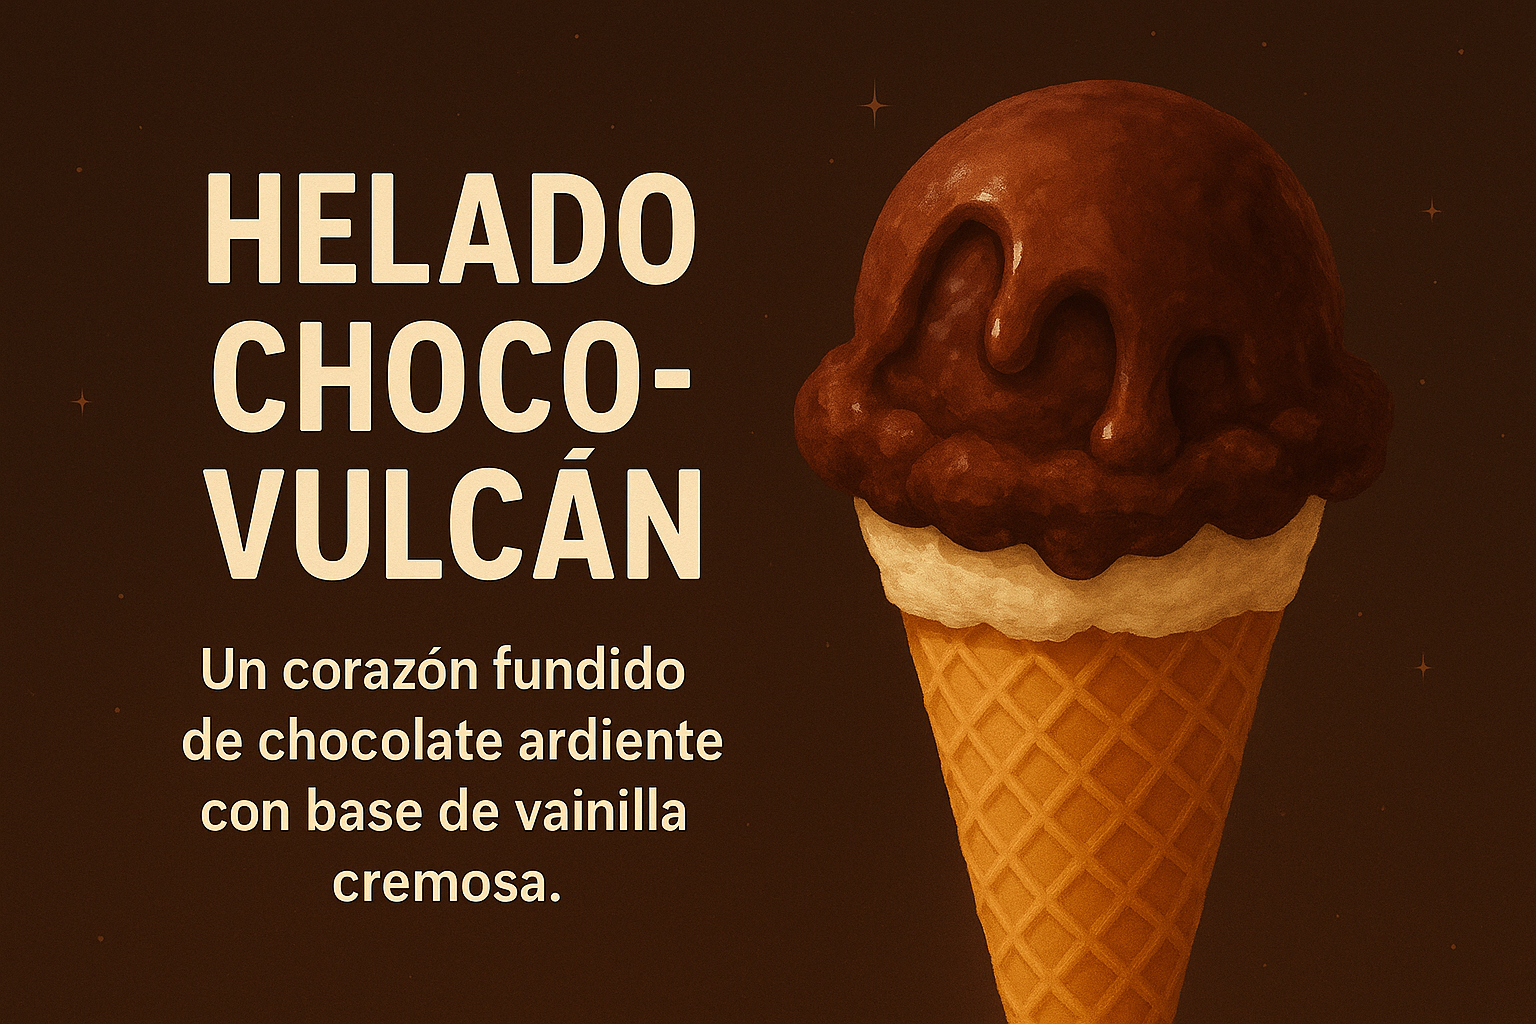 HELADO
CHOCO-
VULCÁN
Un corazón fundido
de chocolate ardiente
con base de vainilla
cremosa.